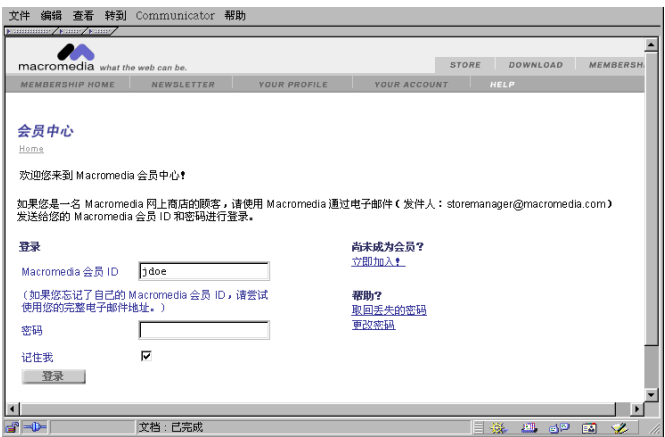 文件 编辑 查看 转到 Communicator 帮助
macromedia what the web can be.
STORE DOWNLOAD MEMBERSH
MEMBERSHIP HOME NEWSLETTER YOUR PROFILE YOUR ACCOUNT HELP
会员中心
Home
欢迎您来到 Macromedia 会员中心！
如果您是一名 Macromedia 网上商店的顾客，请使用 Macromedia 通过电子邮件（发件人：storemanager@macromedia.com）
发送给您的 Macromedia 会员 ID 和密码进行登录。
登录
Macromedia 会员 ID jdoe
（如果您忘记了自己的 Macromedia 会员 ID，请尝试
使用您的完整电子邮件地址。）
密码
记住我
登录
尚未成为会员？
立即加入！
帮助？
取回丢失的密码
更改密码
文档：已完成